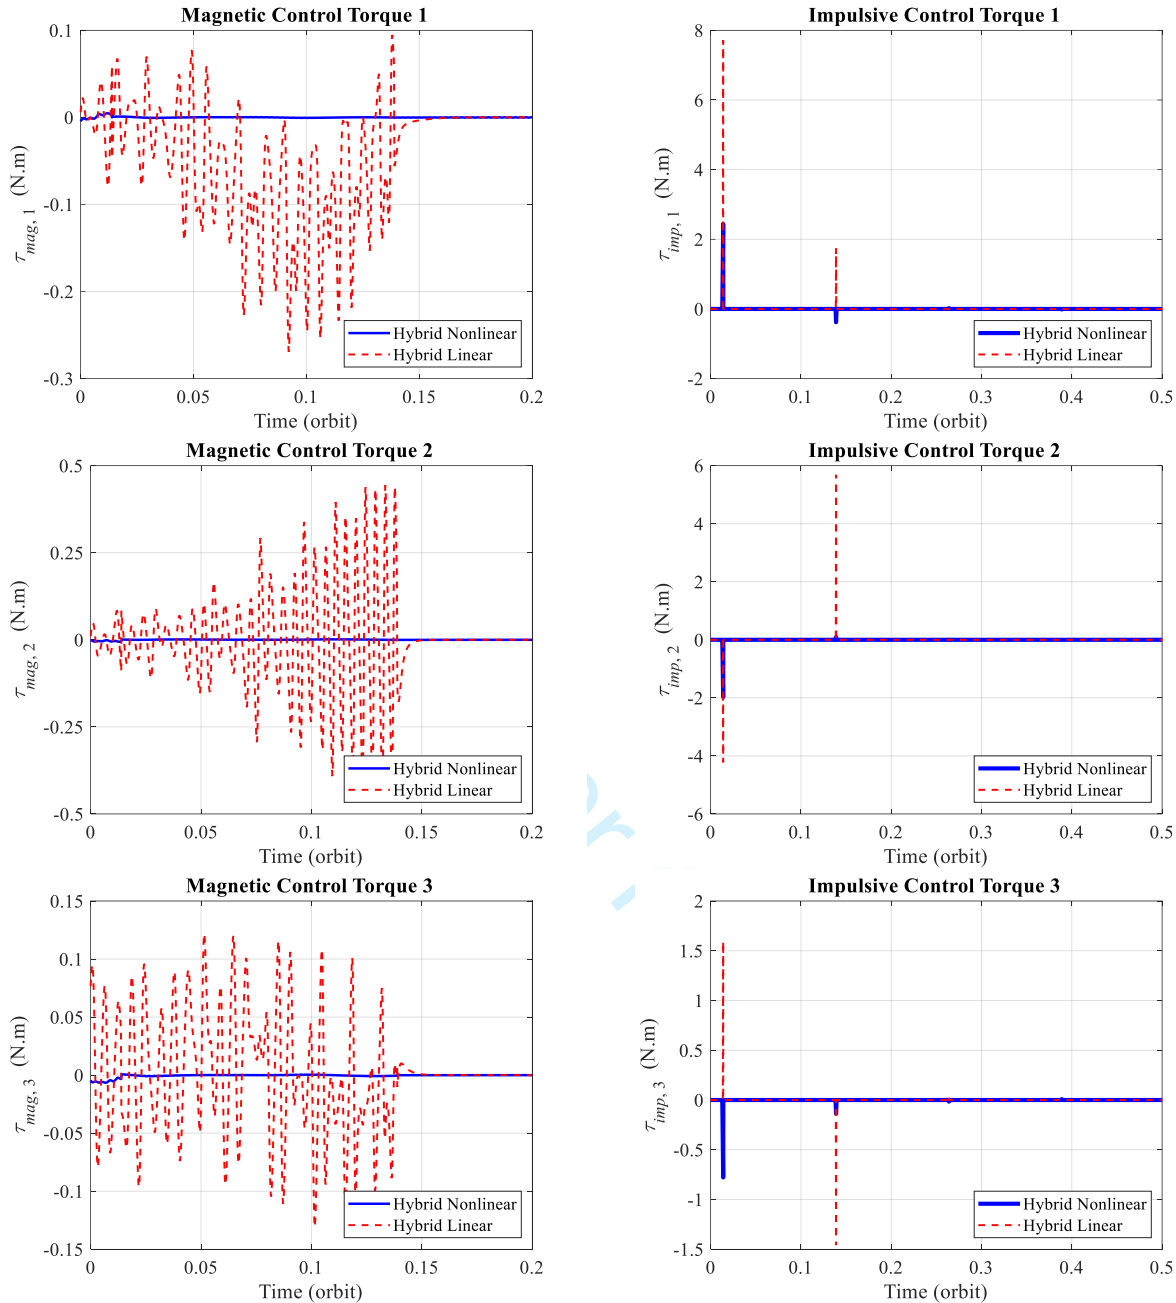 Magnetic Control Torque 1
0.1
0
-0.1
-0.2
-0.3
τmag, 1 (N.m)
0
0.05
0.1
0.15
0.2
Time (orbit)
Hybrid Nonlinear
Hybrid Linear
Impulsive Control Torque 1
8
6
4
2
0
-2
τimp, 1 (N.m)
0
0.1
0.2
0.3
0.4
0.5
Time (orbit)
Hybrid Nonlinear
Hybrid Linear
Magnetic Control Torque 2
0.5
0.25
0
-0.25
-0.5
τmag, 2 (N.m)
0
0.05
0.1
0.15
0.2
Time (orbit)
Hybrid Nonlinear
Hybrid Linear
Impulsive Control Torque 2
6
4
2
0
-2
-4
-6
τimp, 2 (N.m)
0
0.1
0.2
0.3
0.4
0.5
Time (orbit)
Hybrid Nonlinear
Hybrid Linear
Magnetic Control Torque 3
0.15
0.1
0.05
0
-0.05
-0.1
-0.15
τmag, 3 (N.m)
0
0.05
0.1
0.15
0.2
Time (orbit)
Hybrid Nonlinear
Hybrid Linear
Impulsive Control Torque 3
2
1.5
1
0.5
0
-0.5
-1
-1.5
τimp, 3 (N.m)
0
0.1
0.2
0.3
0.4
0.5
Time (orbit)
Hybrid Nonlinear
Hybrid Linear